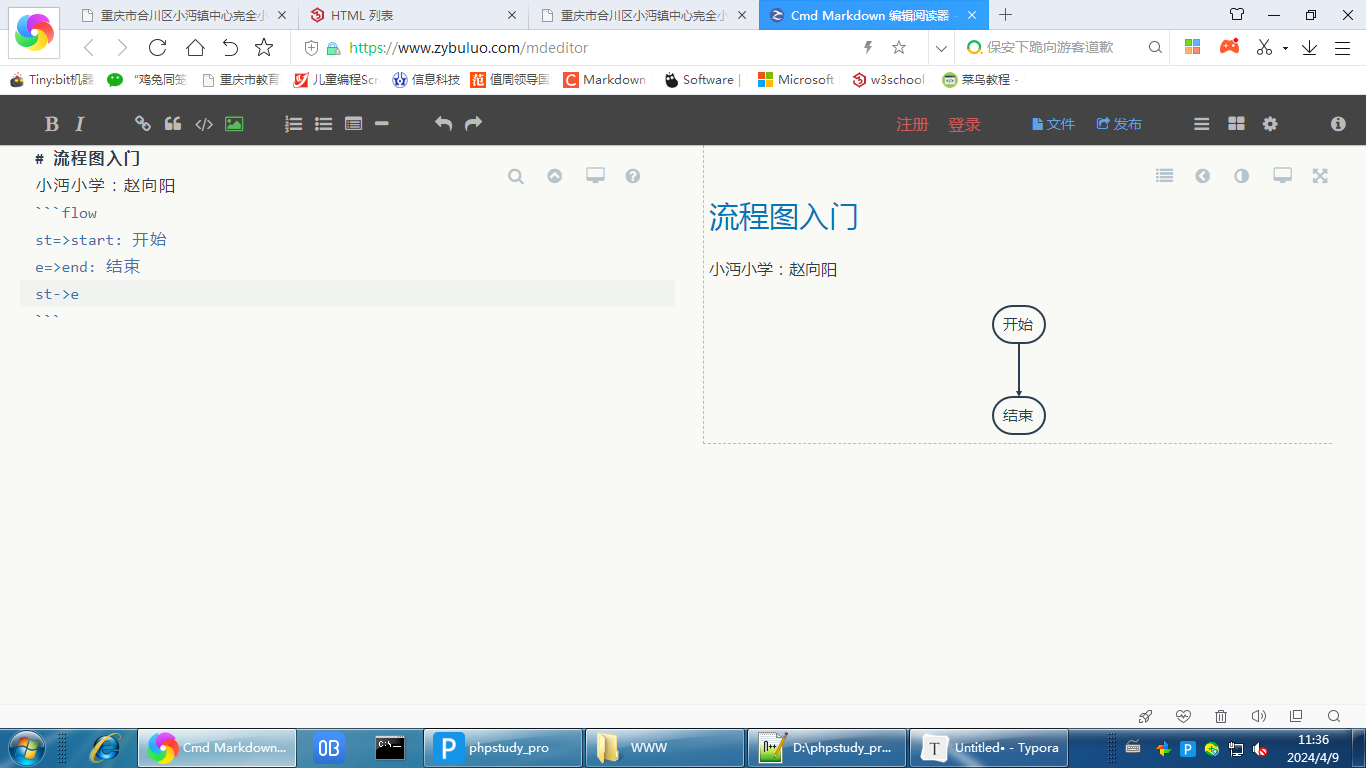 重庆市合川区小沔镇中心完全小
HTML 列表
重庆市合川区小沔镇中心完全小
Cmd Markdown 编辑阅读器 -
https://www.zybuluo.com/mdeditor
保安下跪向游客道歉
Tiny:bit机器
“鸡兔同笼
重庆市教育
儿童编程Scr
信息科技
值周领导国
Markdown
Software |
Microsoft
w3school
菜鸟教程 -
B I
注册 登录 文件 发布
# 流程图入门
小沔小学：赵向阳
```flow
st=>start: 开始
e=>end: 结束
st->e
```
流程图入门
小沔小学：赵向阳
开始
结束
Cmd Markdown...
OB
phpstudy_pro
WWW
D:\phpstudy_pr...
Untitled• - Typora
11:36
2024/4/9